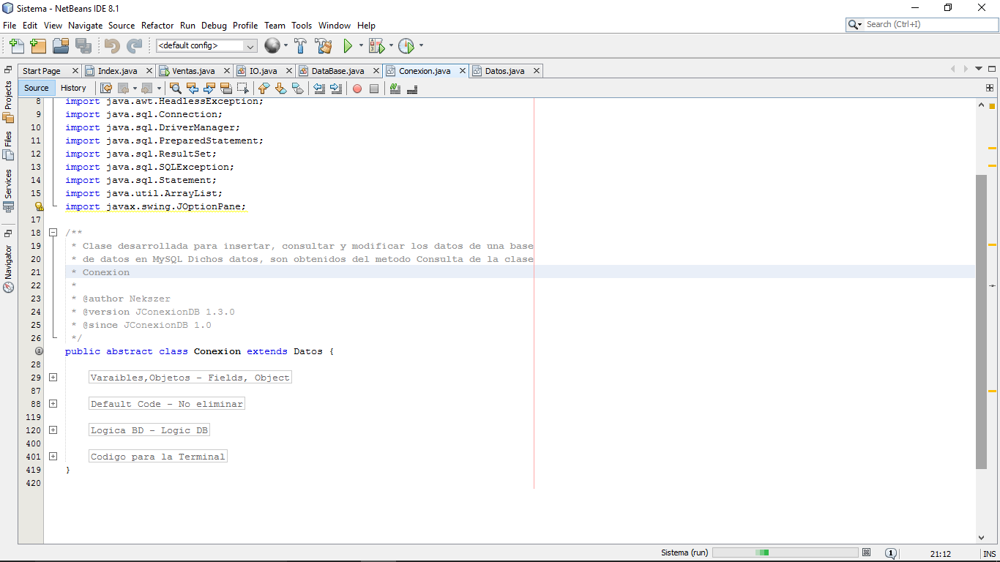 Sistema - NetBeans IDE 8.1
File Edit View Navigate Source Refactor Run Debug Profile Team Tools Window Help
Search (Ctrl+I)
<default config>
Start Page Index.java Ventas.java IO.java DataBase.java Conexion.java Datos.java
Source History
Projects
Files
Services
Navigator
8 import java.awt.HeadlessException;
9 import java.sql.Connection;
10 import java.sql.DriverManager;
11 import java.sql.PreparedStatement;
12 import java.sql.ResultSet;
13 import java.sql.SQLException;
14 import java.sql.Statement;
15 import java.util.ArrayList;
import javax.swing.JOptionPane;
17
18 /**
19 * Clase desarrollada para insertar, consultar y modificar los datos de una base
20 * de datos en MySQL Dichos datos, son obtenidos del metodo Consulta de la clase
21 * Conexion
22 *
23 * @author Nekszer
24 * @version JConexionDB 1.3.0
25 * @since JConexionDB 1.0
26 */
public abstract class Conexion extends Datos {
28
29 Varaibles,Objetos - Fields, Object
87
88 Default Code - No eliminar
119
120 Logica BD - Logic DB
400
401 Codigo para la Terminal
419 }
420
Sistema (run) 1 21:12 INS